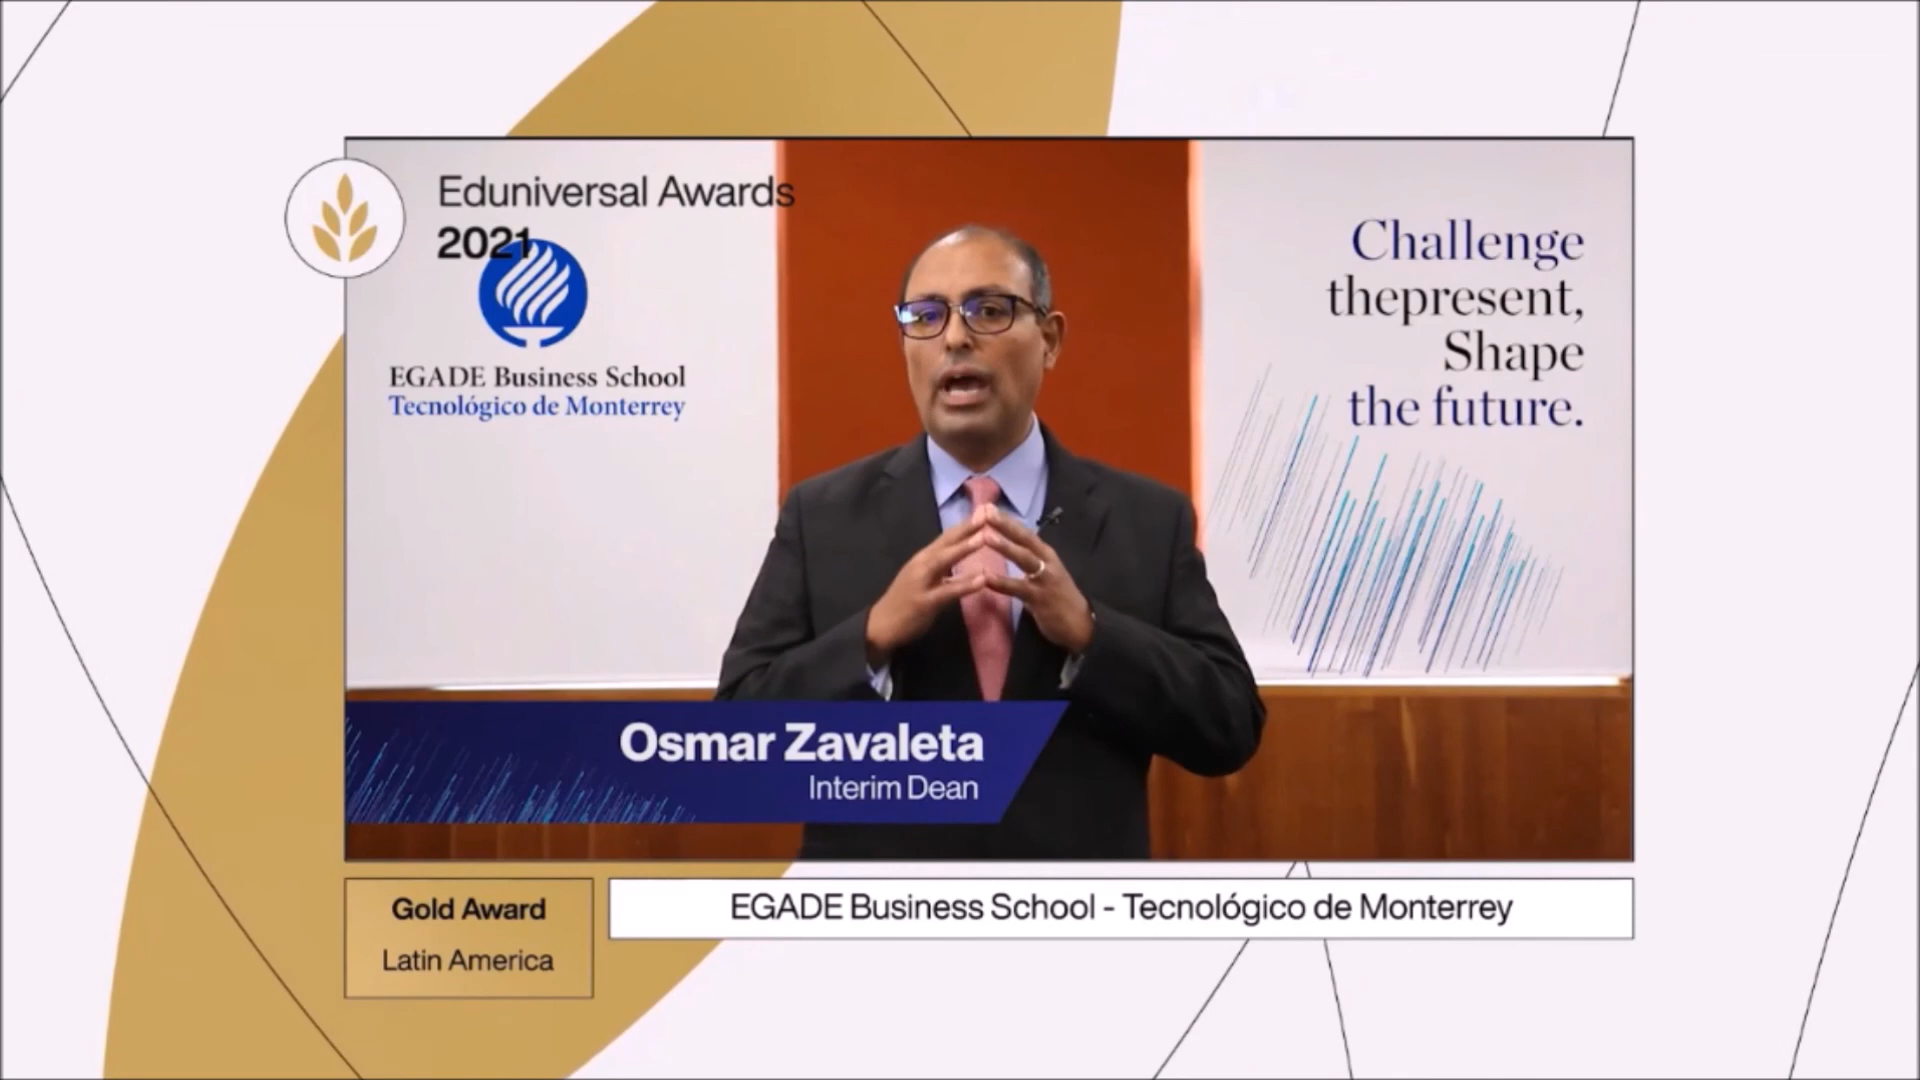 Eduniversal Awards
2021
EGADE Business School
Tecnológico de Monterrey
Challenge
thepresent,
Shape
the future.
Osmar Zavaleta
Interim Dean
Gold Award
Latin America
EGADE Business School - Tecnológico de Monterrey